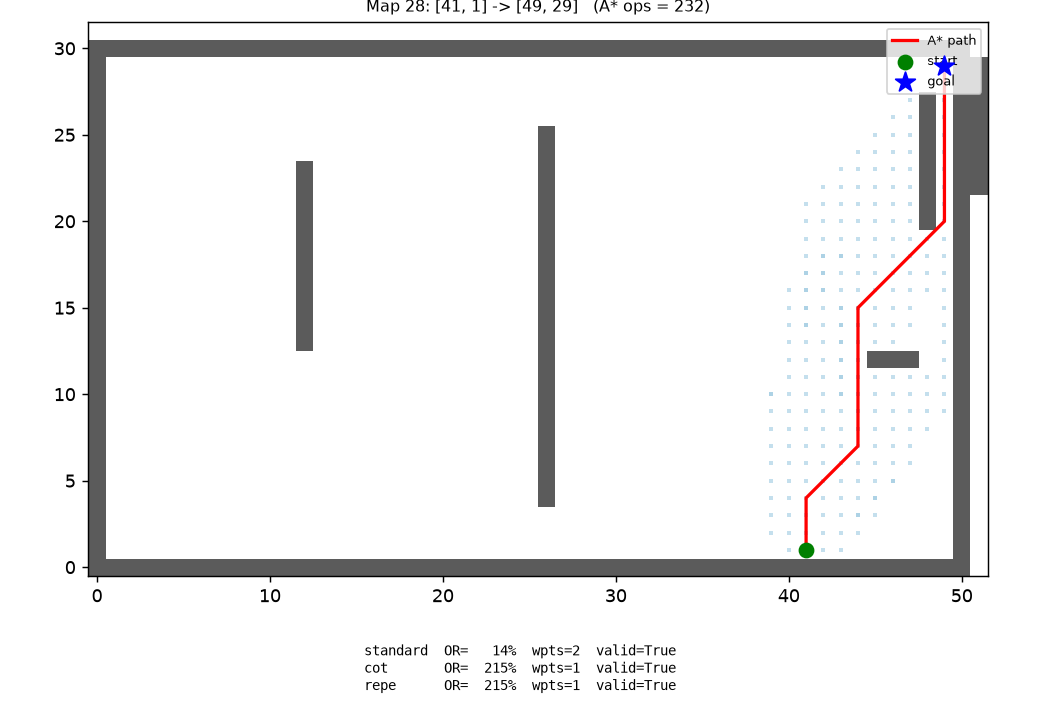 Map 28: [41, 1] -> [49, 29]   (A* ops = 232)
A* path
start
goal
30
25
20
15
10
5
0
0 10 20 30 40 50
standard  OR=   14%  wpts=2  valid=True
cot       OR=  215%  wpts=1  valid=True
repe      OR=  215%  wpts=1  valid=True